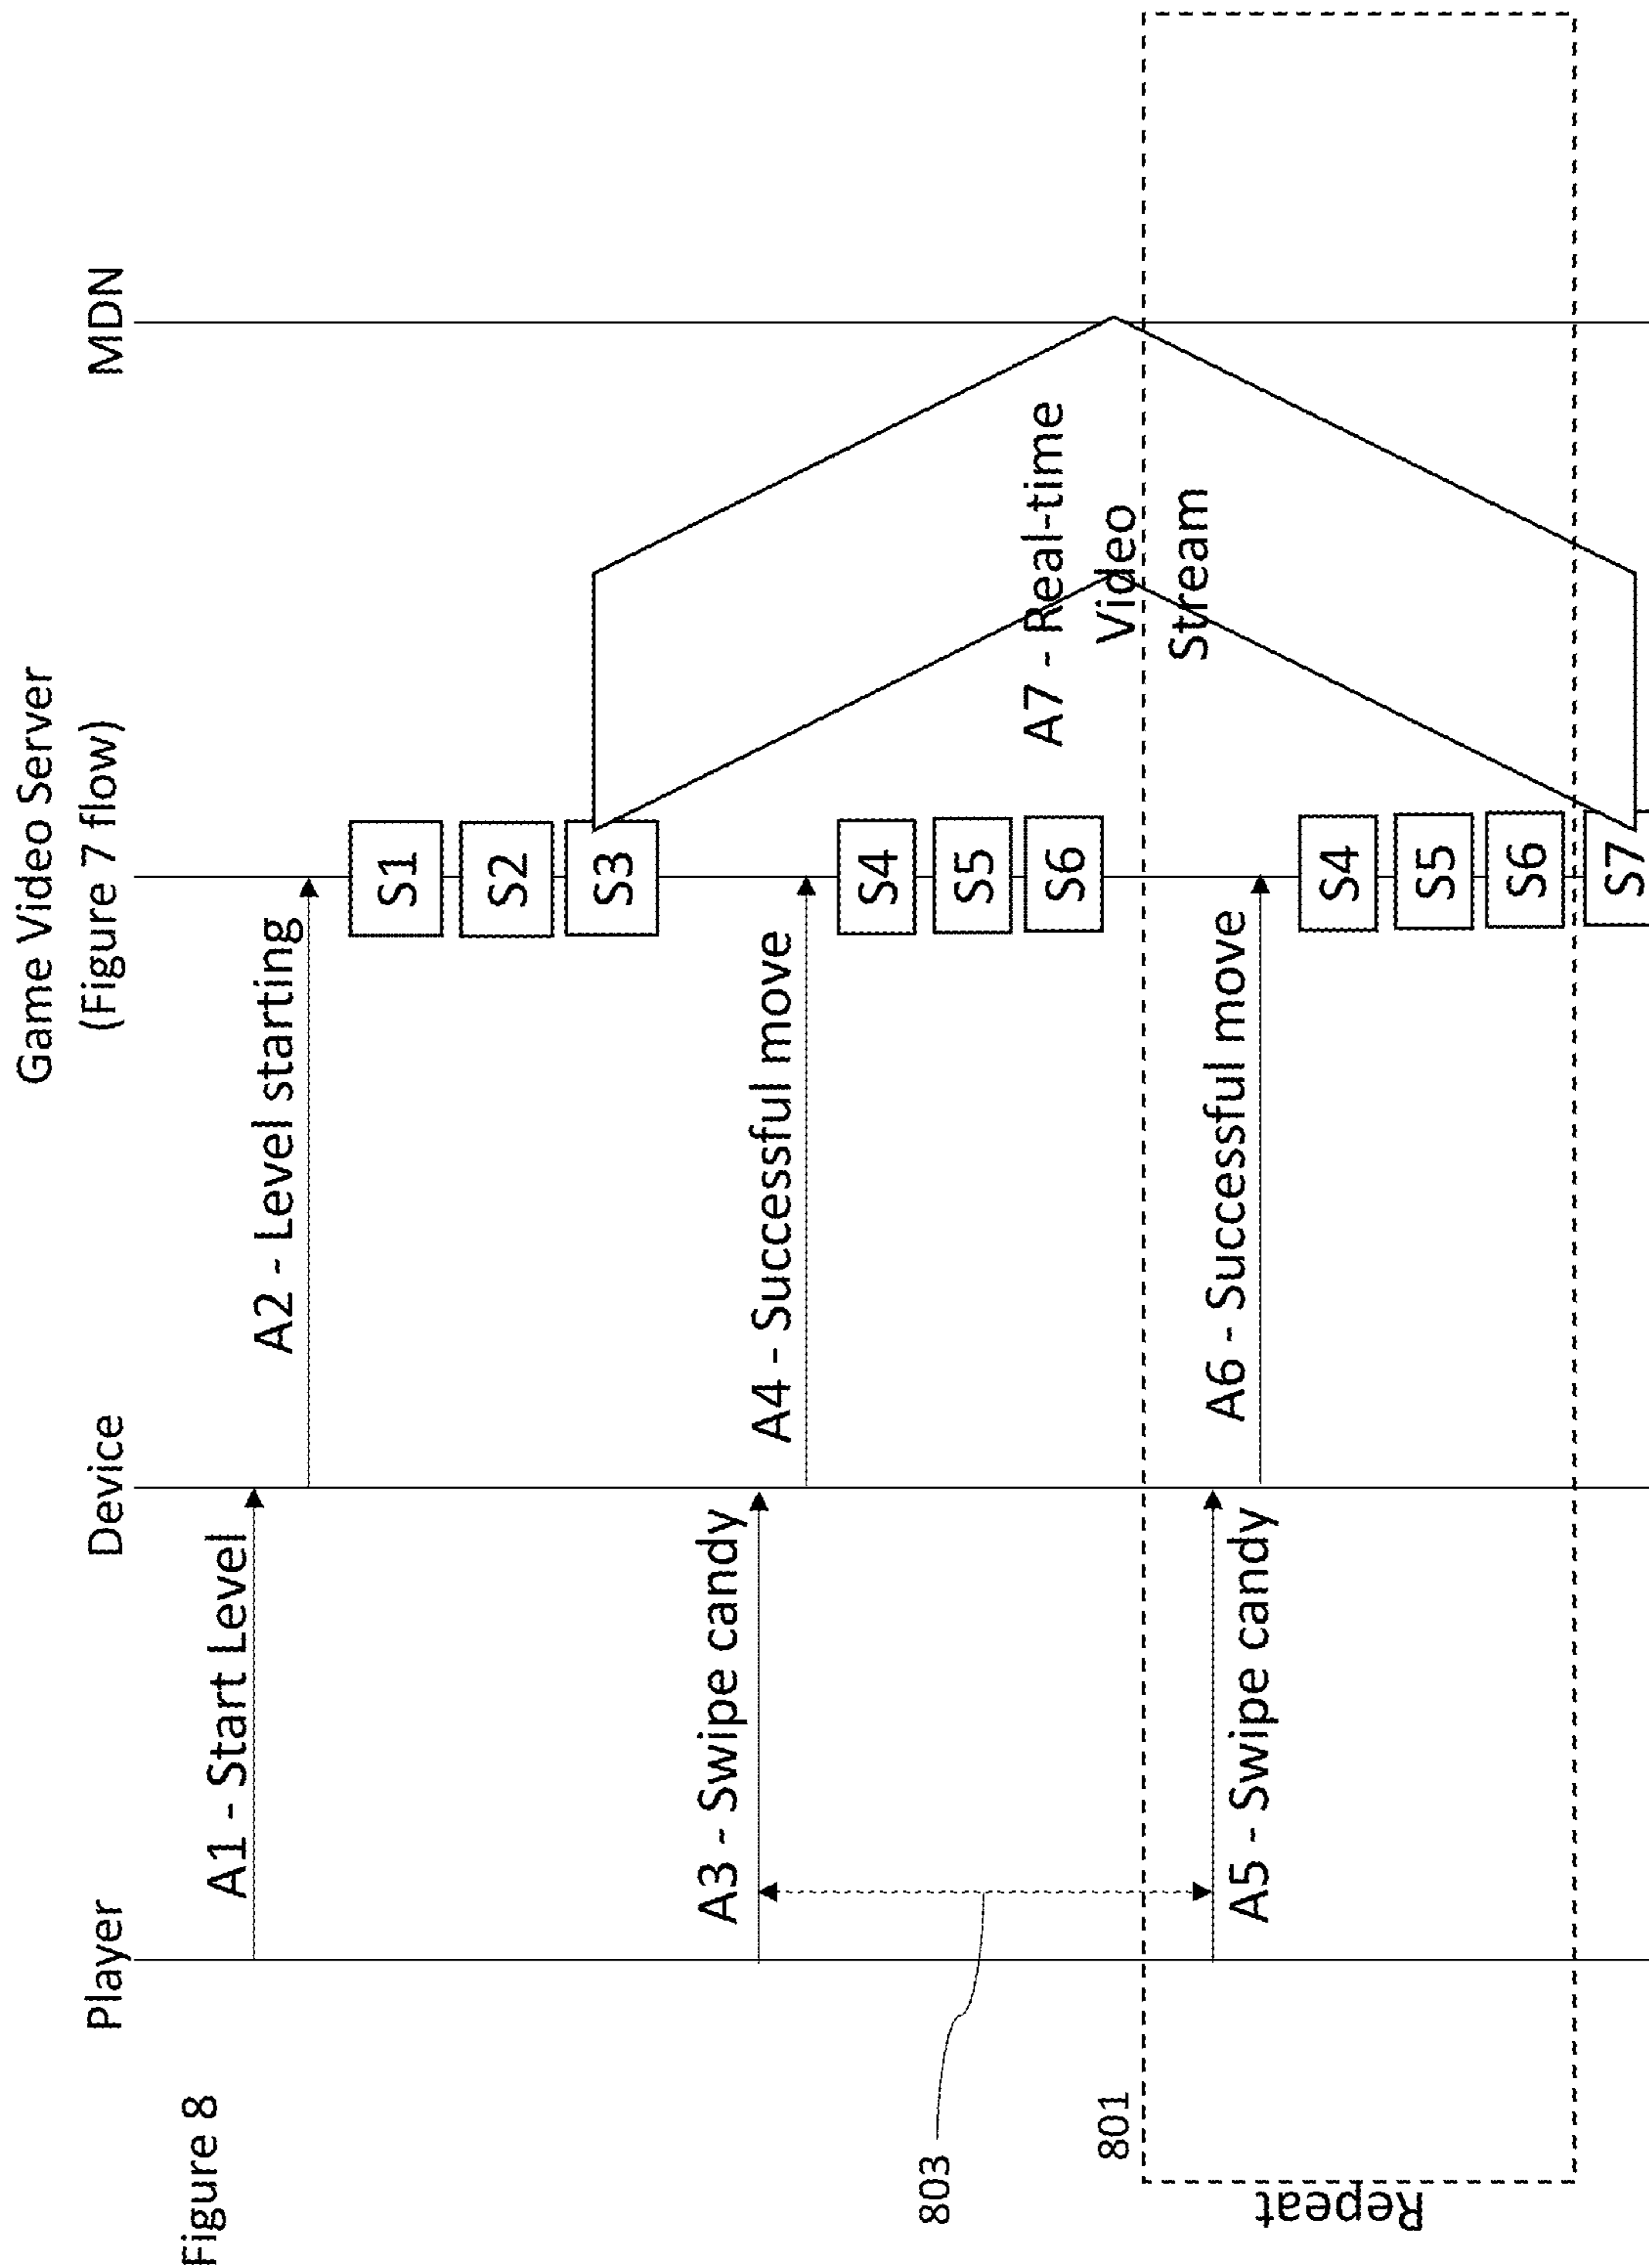 Figure 8
Player
Device
Game Video Server
(Figure 7 flow)
MDN
A1 - Start Level
A2 - Level starting
S1
S2
S3
A3 - Swipe candy
A4 - Successful move
S4
S5
S6
803
A7 - Real-time
Video
Stream
801
Repeat
A5 - Swipe candy
A6 - Successful move
S4
S5
S6
S7